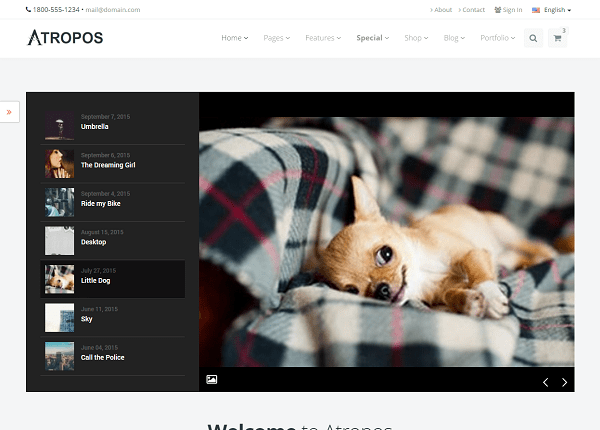 1800-555-1234 • mail@domain.com
About
Contact
Sign In
English
ATROPOS
Home
Pages
Features
Special
Shop
Blog
Portfolio
3
September 7, 2015
Umbrella
September 6, 2015
The Dreaming Girl
September 4, 2015
Ride my Bike
August 15, 2015
Desktop
July 27, 2015
Little Dog
June 11, 2015
Sky
June 04, 2015
Call the Police
Welcome to Atropos